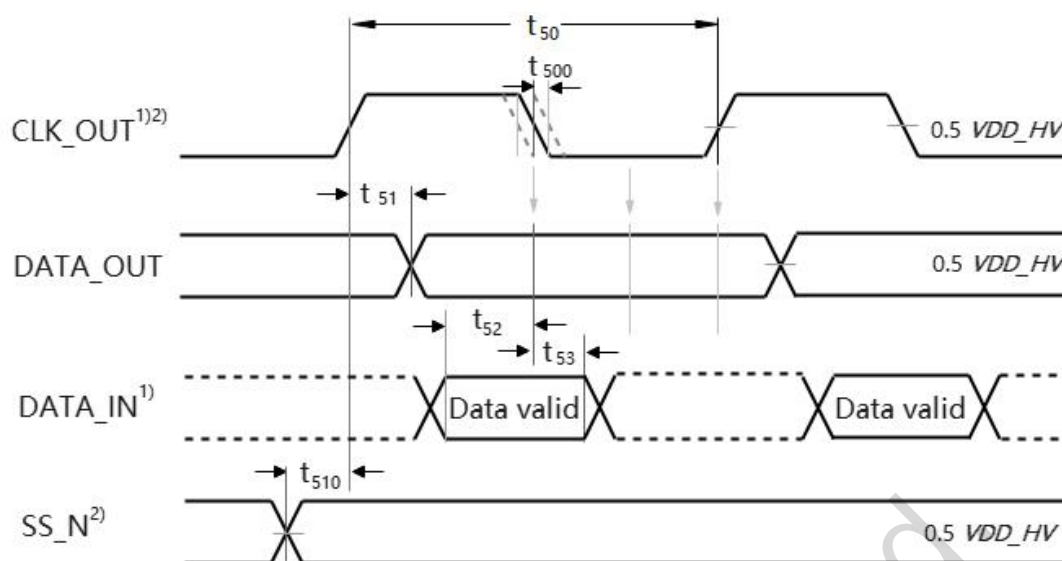 t50
t500
CLK_OUT1)2)
0.5 VDD_HV
t51
DATA_OUT
0.5 VDD_HV
t52
t53
DATA_IN1)
Data valid
Data valid
t510
SS_N2)
0.5 VDD_HV